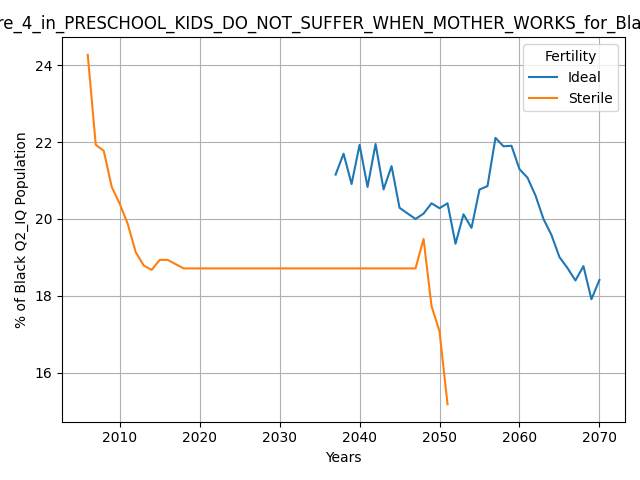 re_4_in_PRESCHOOL_KIDS_DO_NOT_SUFFER_WHEN_MOTHER_WORKS_for_Bla
Fertility
Ideal
Sterile
% of Black Q2_IQ Population
24
22
20
18
16
2010 2020 2030 2040 2050 2060 2070
Years